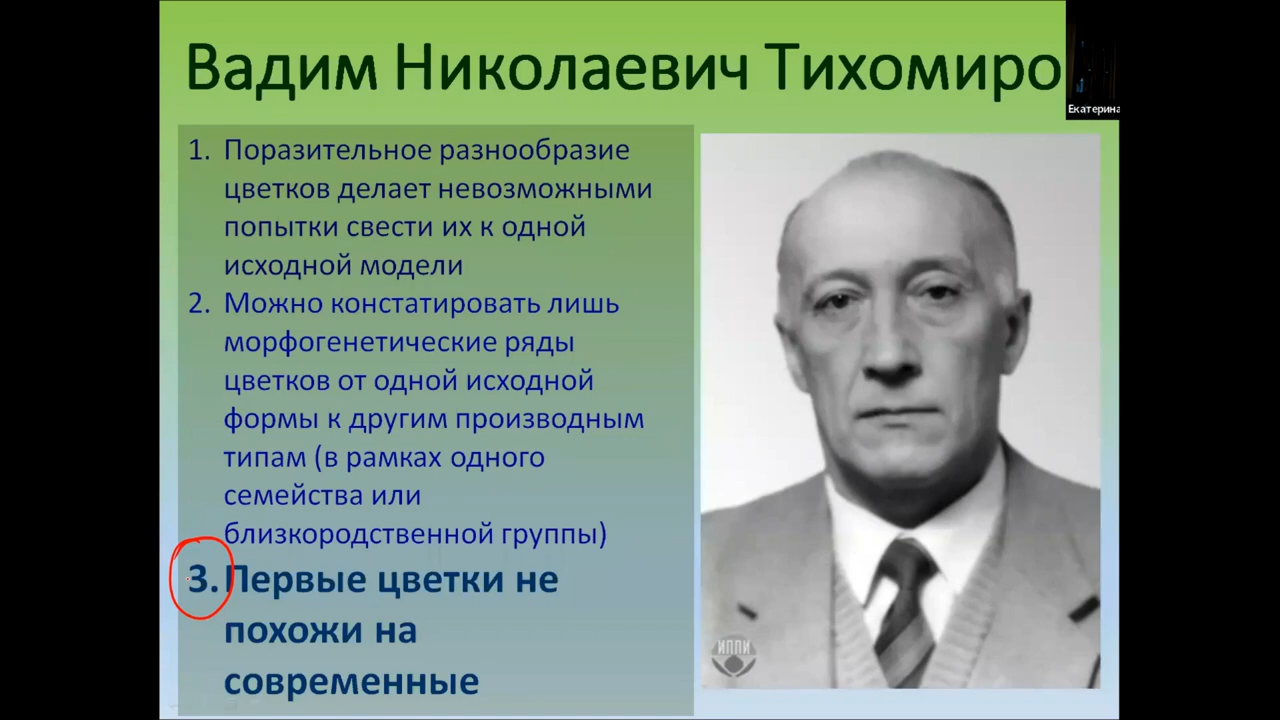 Вадим Николаевич Тихомиро
Екатерина
1. Поразительное разнообразие
цветков делает невозможными
попытки свести их к одной
исходной модели
2. Можно констатировать лишь
морфогенетические ряды
цветков от одной исходной
формы к другим производным
типам (в рамках одного
семейства или
близкородственной группы)
3. Первые цветки не
похожи на
современные
ИППИ